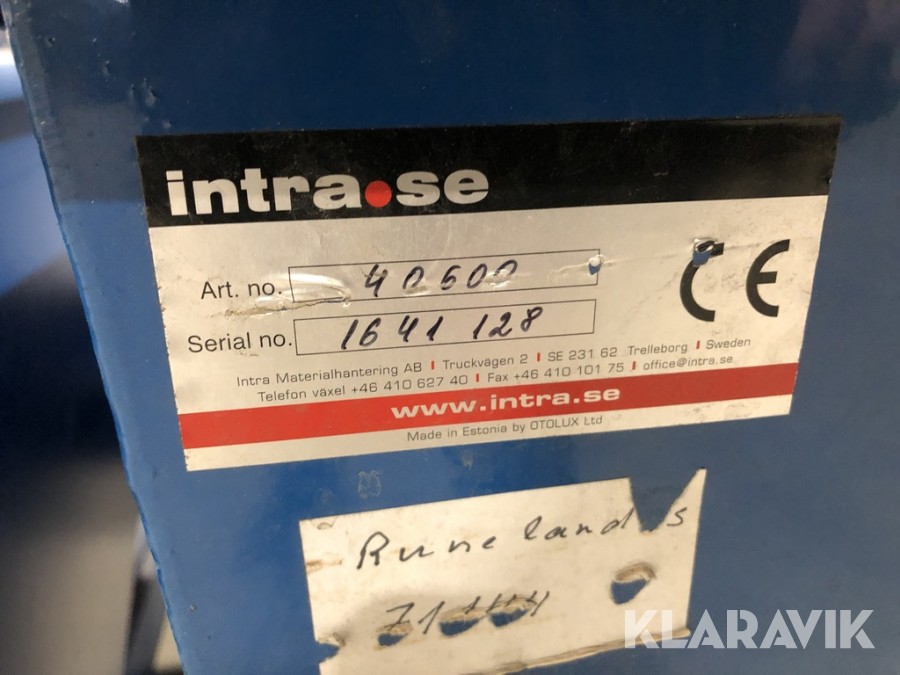 intra.se
Art. no. 40600
Serial no. 1641 128
CE
Intra Materialhantering AB | Truckvägen 2 | SE 231 62 Trelleborg | Sweden
Telefon växel +46 410 627 40 | Fax +46 410 101 75 | office@intra.se
www.intra.se
Made in Estonia by OTOLUX Ltd
Runelands
KLARAVIK